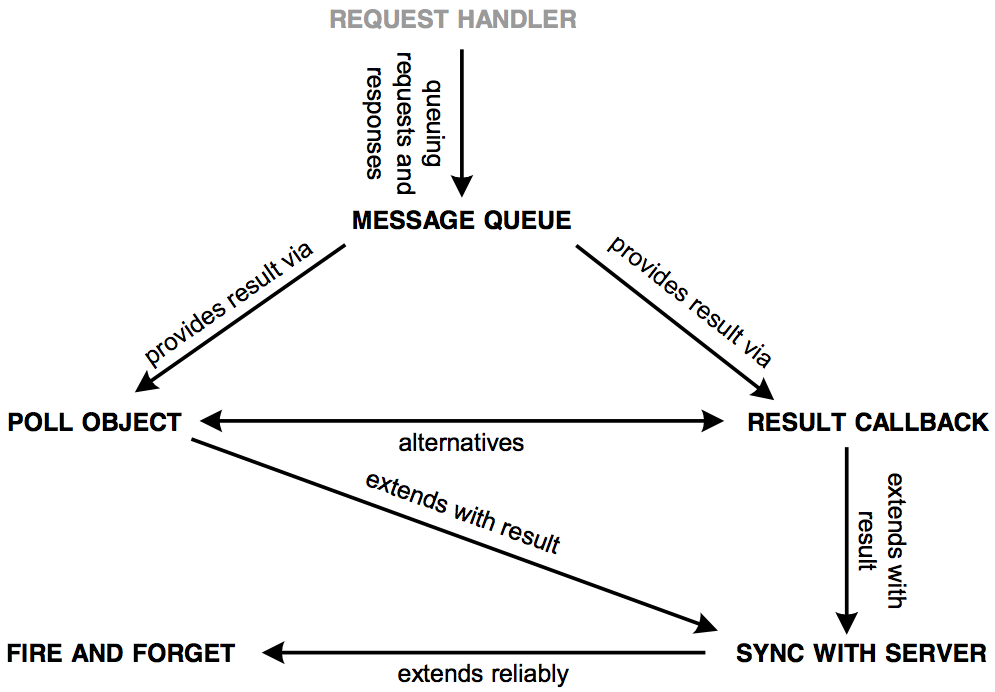 REQUEST HANDLER
queuing
requests and
responses
MESSAGE QUEUE
provides result via
provides result via
POLL OBJECT
RESULT CALLBACK
alternatives
extends with result
extends with
result
FIRE AND FORGET
SYNC WITH SERVER
extends reliably